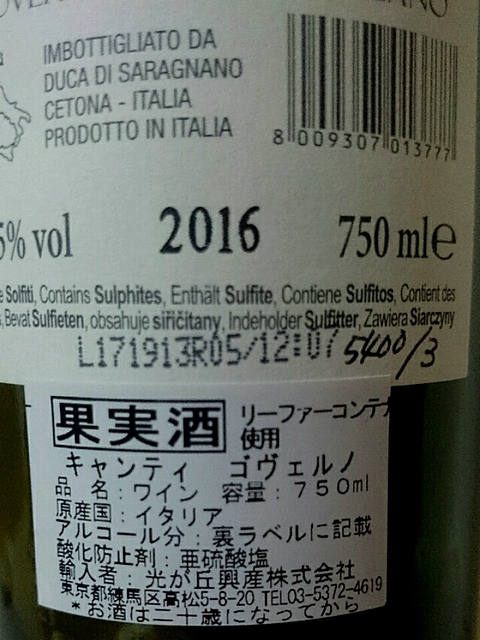 IMBOTTIGLIATO DA
DUCA DI SARAGNANO
CETONA - ITALIA
PRODOTTO IN ITALIA
8 009307 013777
5% vol
2016
750 ml e
e Solfiti, Contains Sulphites, Enthält Sulfite, Contiene Sulfitos, Contient des
, Bevat Sulfieten, obsahuje siřičitany, Indeholder Sulfitter, Zawiera Siarczyny
L171913R05/12:07 5400/3
果実酒 リーファーコンテナ
使用
キャンティ ゴヴェルノ
品 名:ワイン 容量:750ml
原産国:イタリア
アルコール分:裏ラベルに記載
酸化防止剤:亜硫酸塩
輸入者:光が丘興産株式会社
東京都練馬区高松5-8-20 TEL03-5372-4619
*お酒は二十歳になってから